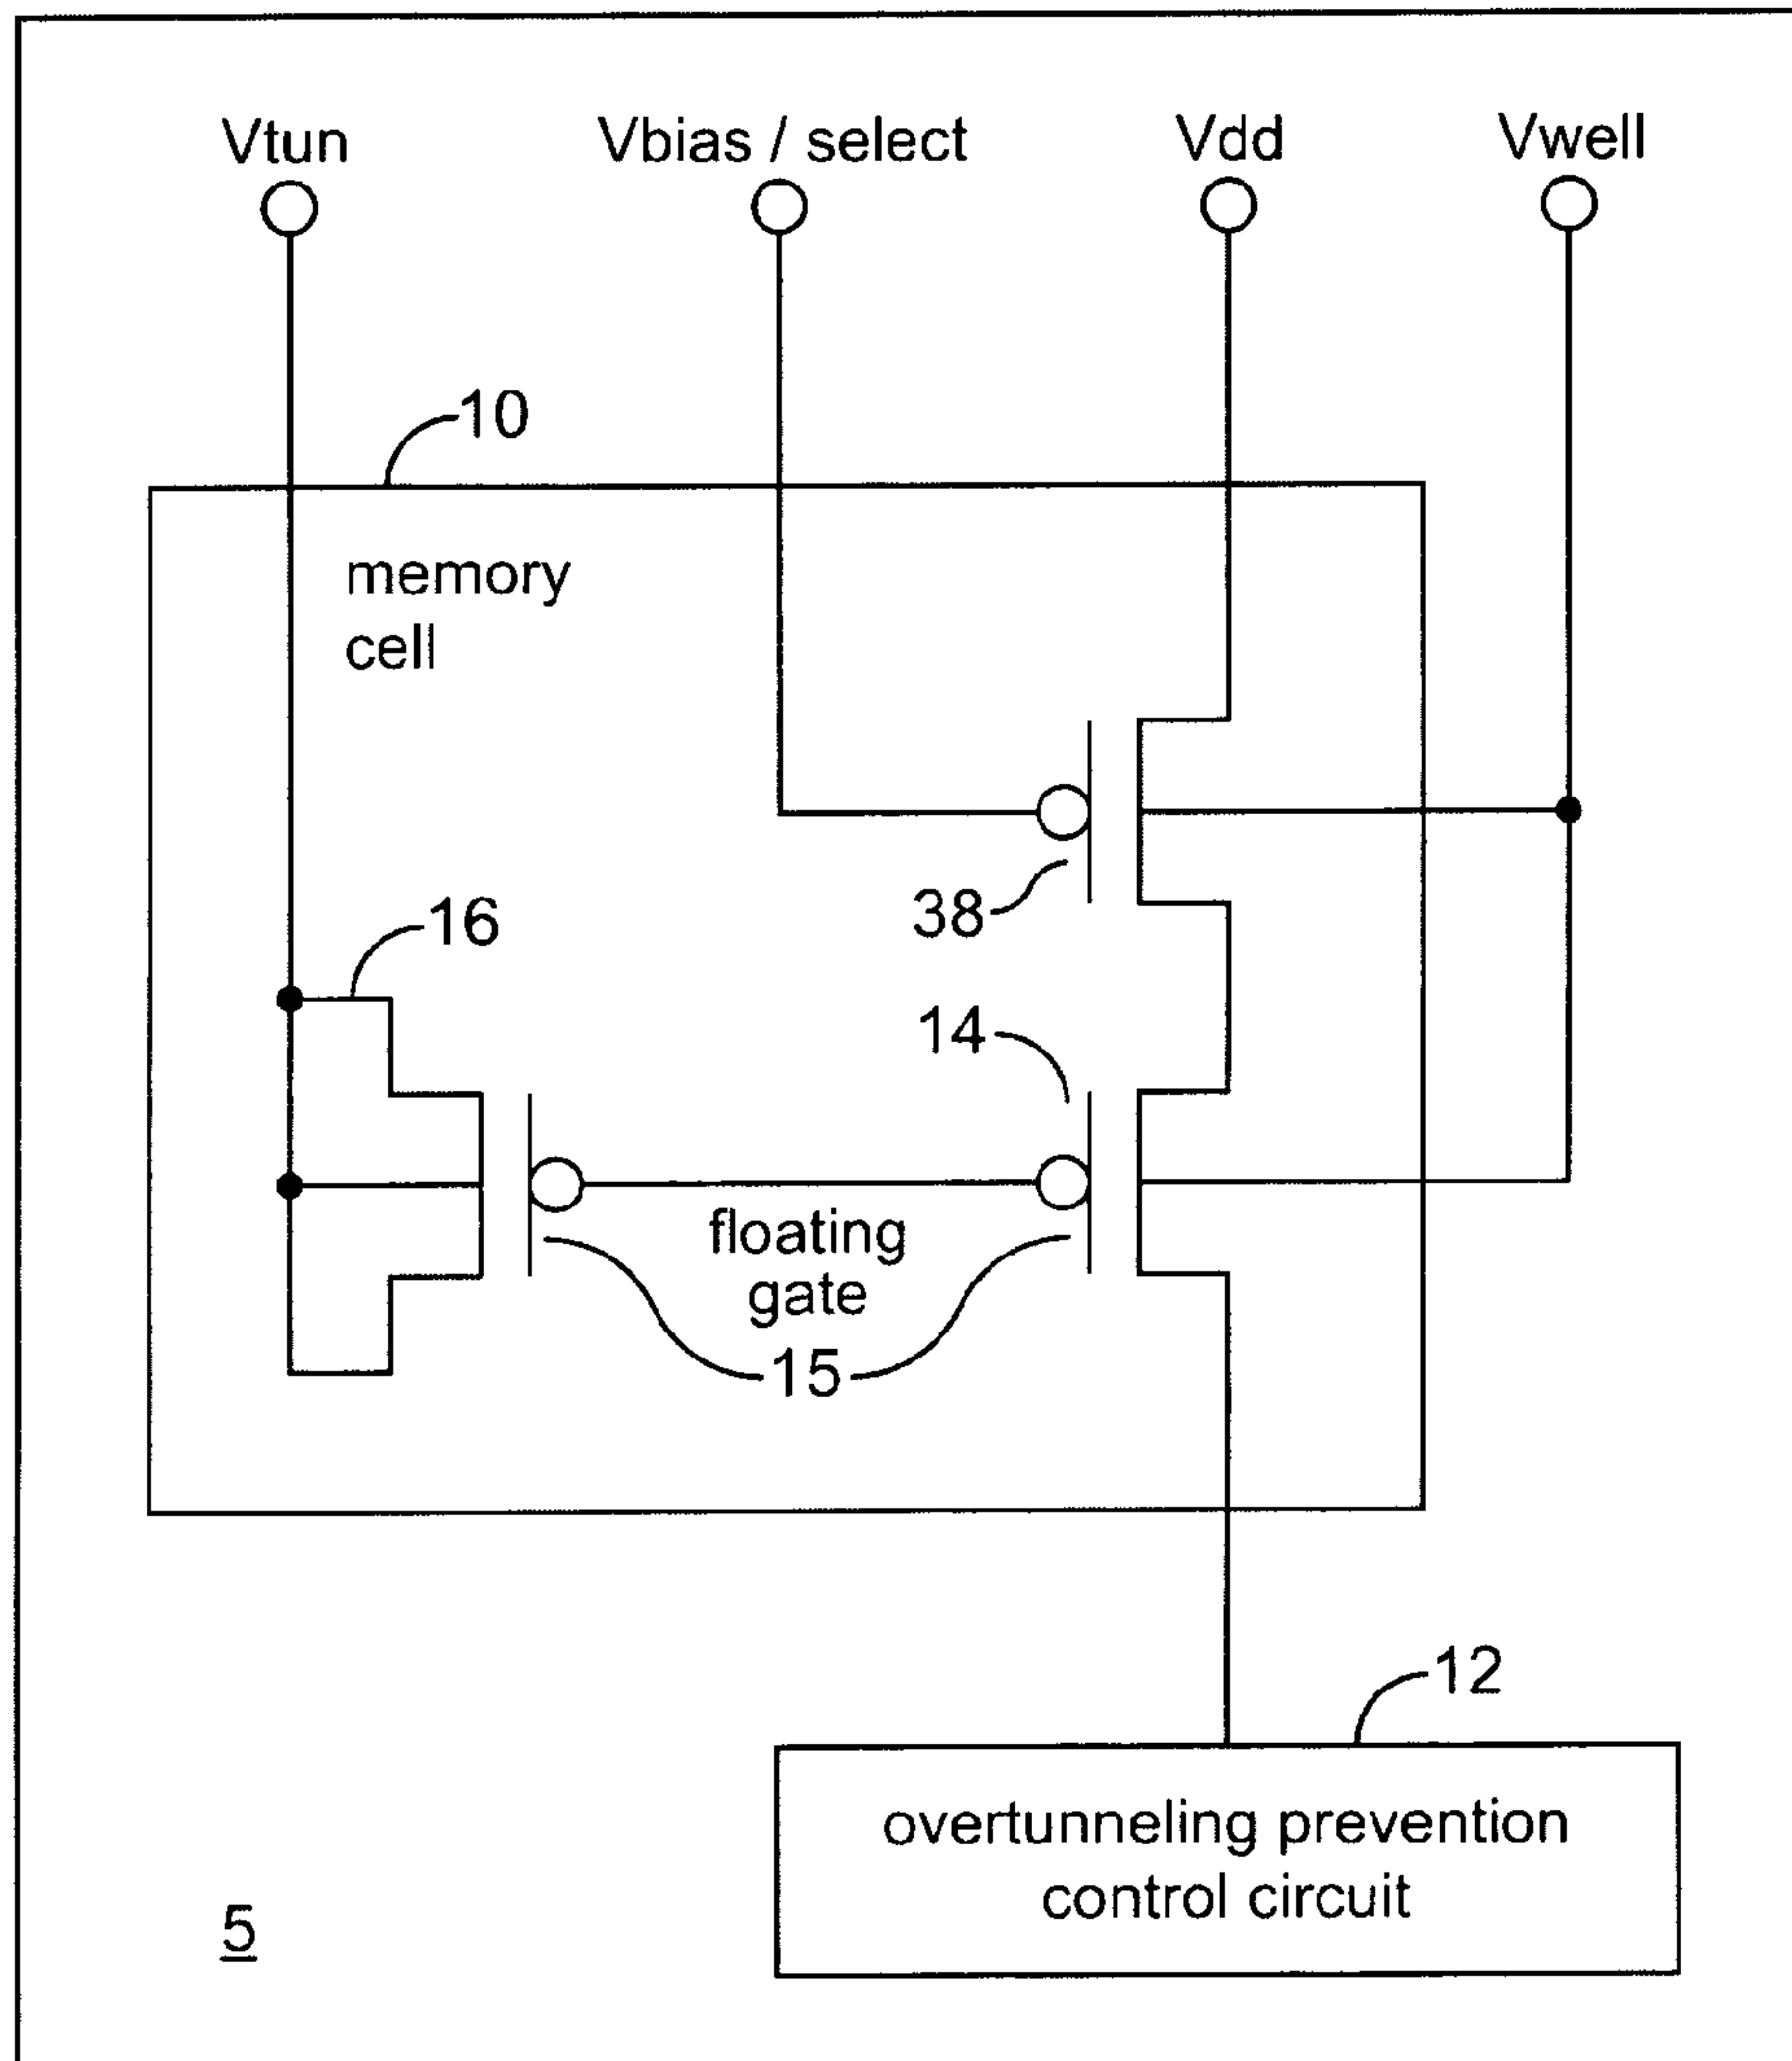 Vtun
Vbias / select
Vdd
Vwell
10
memory
cell
38
16
14
floating
gate
15
12
overtunneling prevention
control circuit
5